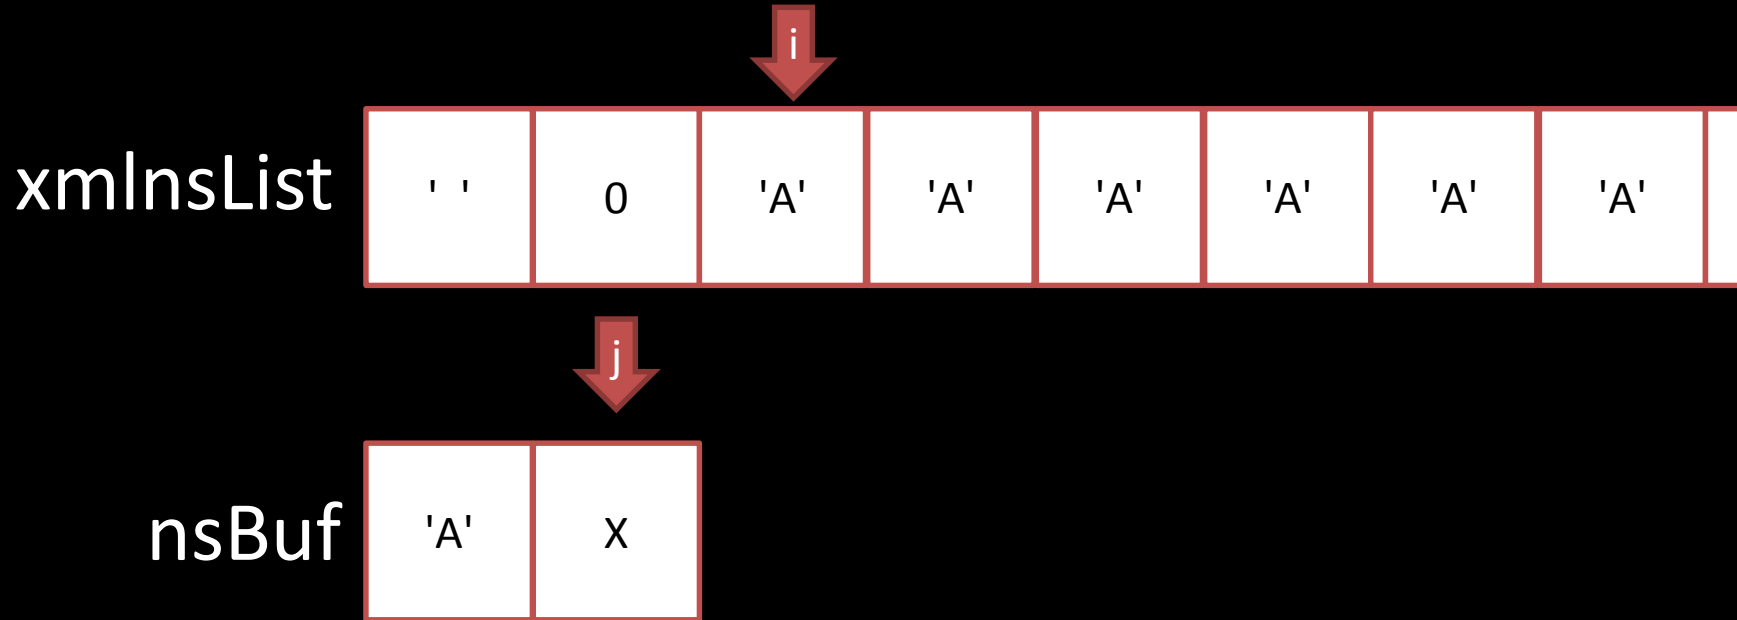 i
xmlnsList ' ' 0 'A' 'A' 'A' 'A' 'A' 'A'
j
nsBuf 'A' X